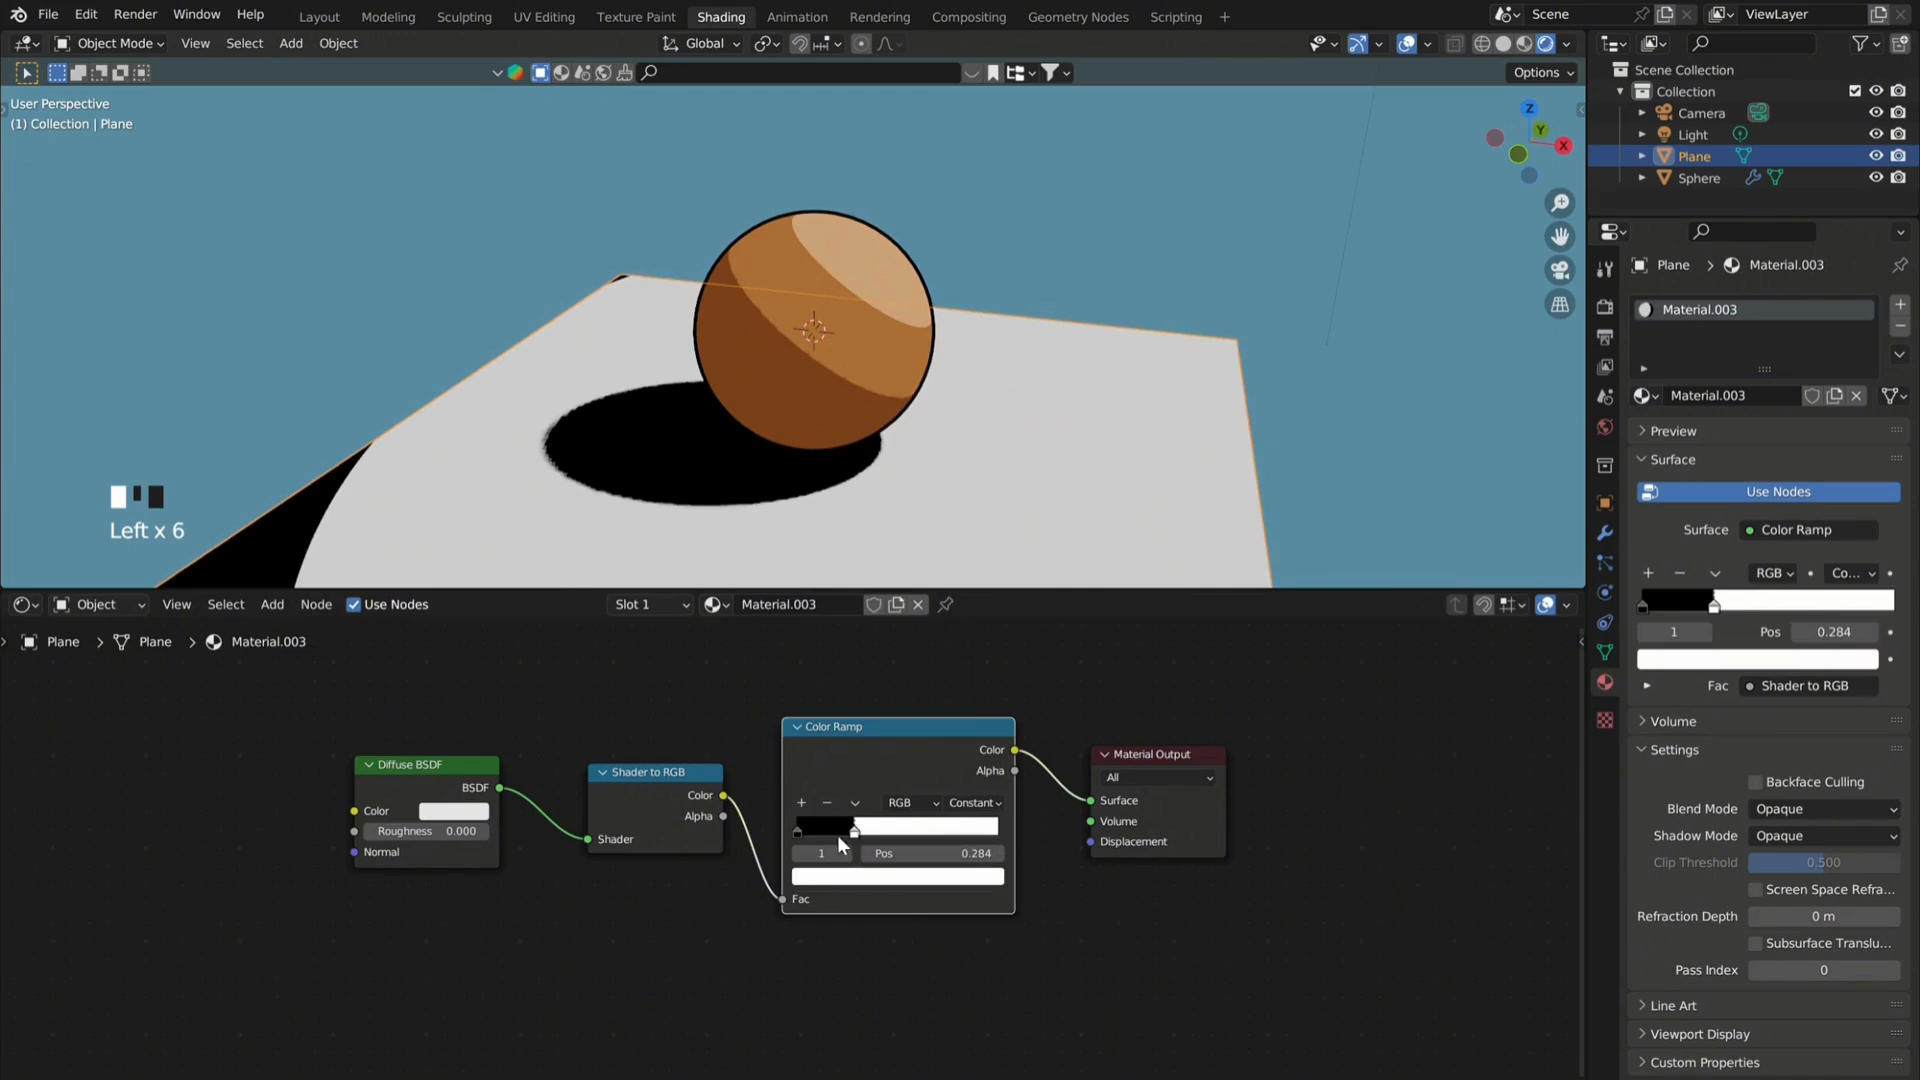 File Edit Render Window Help Layout Modeling Sculpting UV Editing Texture Paint Shading Animation Rendering Compositing Geometry Nodes Scripting + Scene ViewLayer
Object Mode View Select Add Object Global
Options
User Perspective
(1) Collection | Plane
Z
Y
X
Left x 6
Scene Collection
Collection
Camera
Light
Plane
Sphere
Plane > Material.003
Material.003
Material.003
Preview
Surface
Use Nodes
Surface Color Ramp
RGB Co...
1 Pos 0.284
Fac Shader to RGB
Volume
Settings
Backface Culling
Blend Mode Opaque
Shadow Mode Opaque
Clip Threshold 0.500
Screen Space Refra...
Refraction Depth 0 m
Subsurface Translu...
Pass Index 0
Line Art
Viewport Display
Custom Properties
Object View Select Add Node Use Nodes Slot 1 Material.003
Plane > Plane > Material.003
Diffuse BSDF
BSDF
Color
Roughness 0.000
Normal
Shader to RGB
Color
Alpha
Shader
Color Ramp
Color
Alpha
RGB Constant
1 Pos 0.284
Fac
Material Output
All
Surface
Volume
Displacement